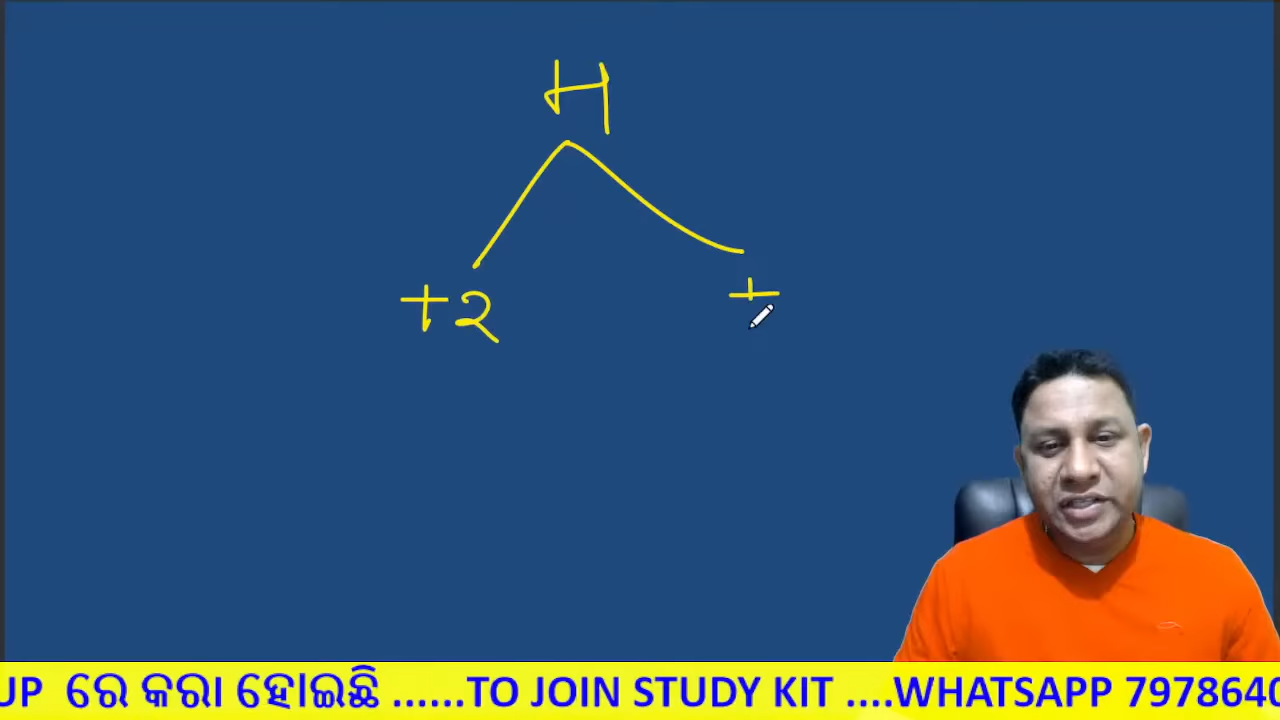 H
+2 +
UP ରେ କରା ହୋଇଛି ......TO JOIN STUDY KIT ....WHATSAPP 797864